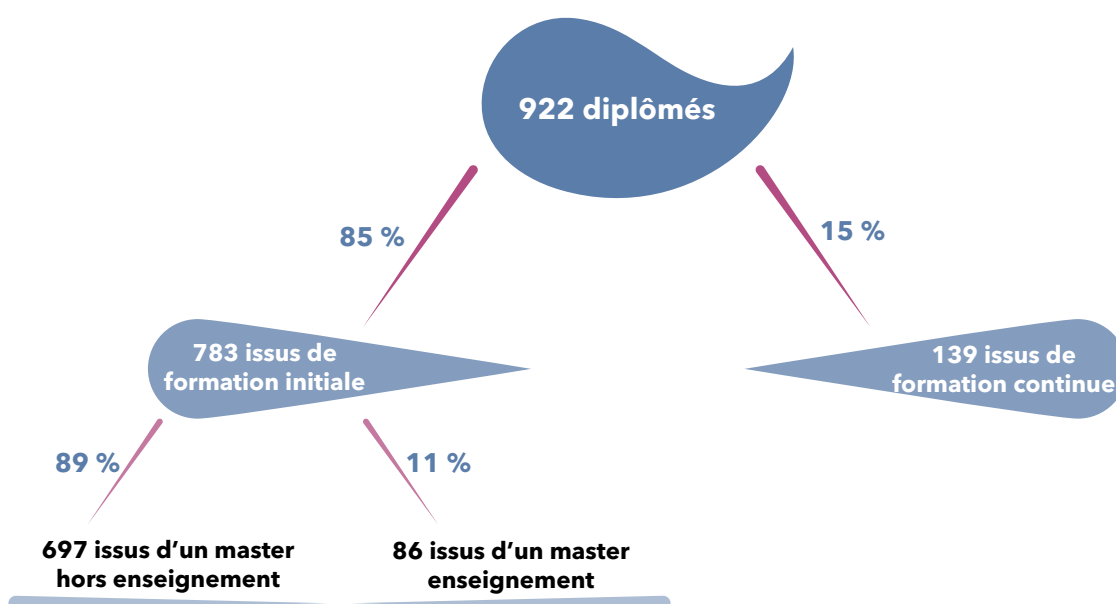 922 diplômés
85 %
15 %
783 issus de
formation initiale
139 issus de
formation continue
89 %
11 %
697 issus d’un master
hors enseignement
86 issus d’un master
enseignement